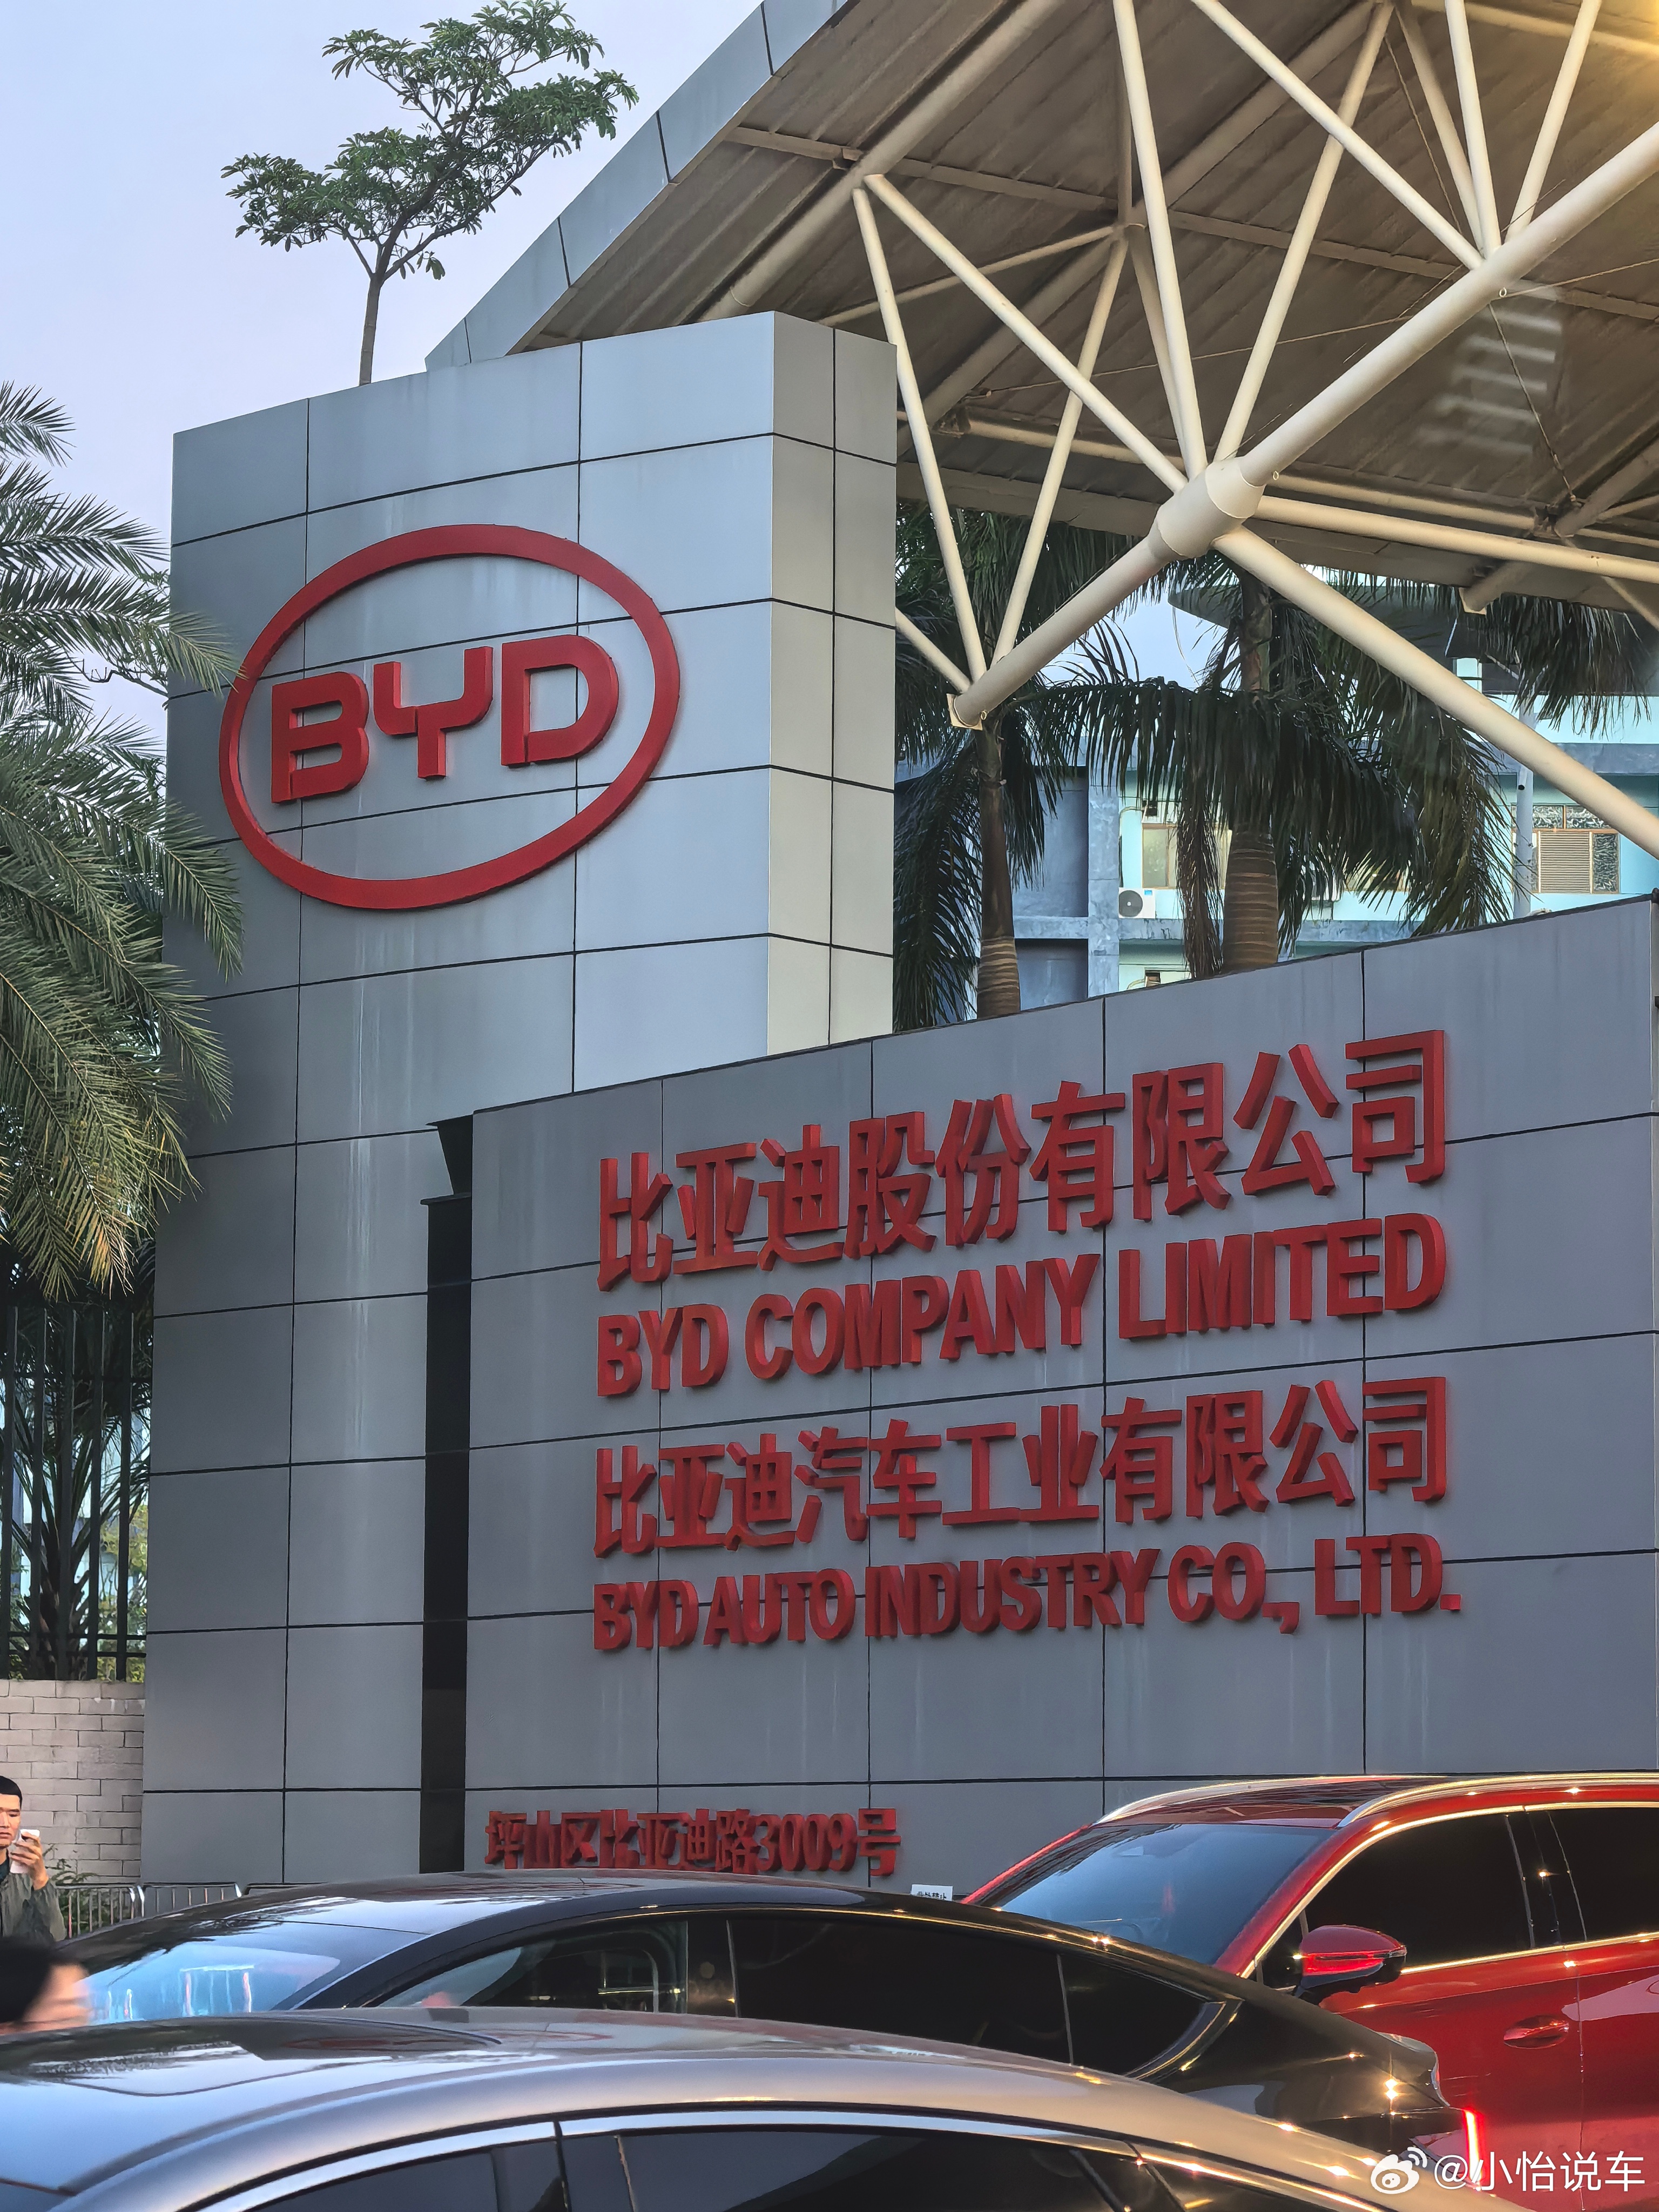 BYD
比亚迪股份有限公司
BYD COMPANY LIMITED
比亚迪汽车工业有限公司
BYD AUTO INDUSTRY CO., LTD.
坪山区比亚迪路3009号
@小怡说车